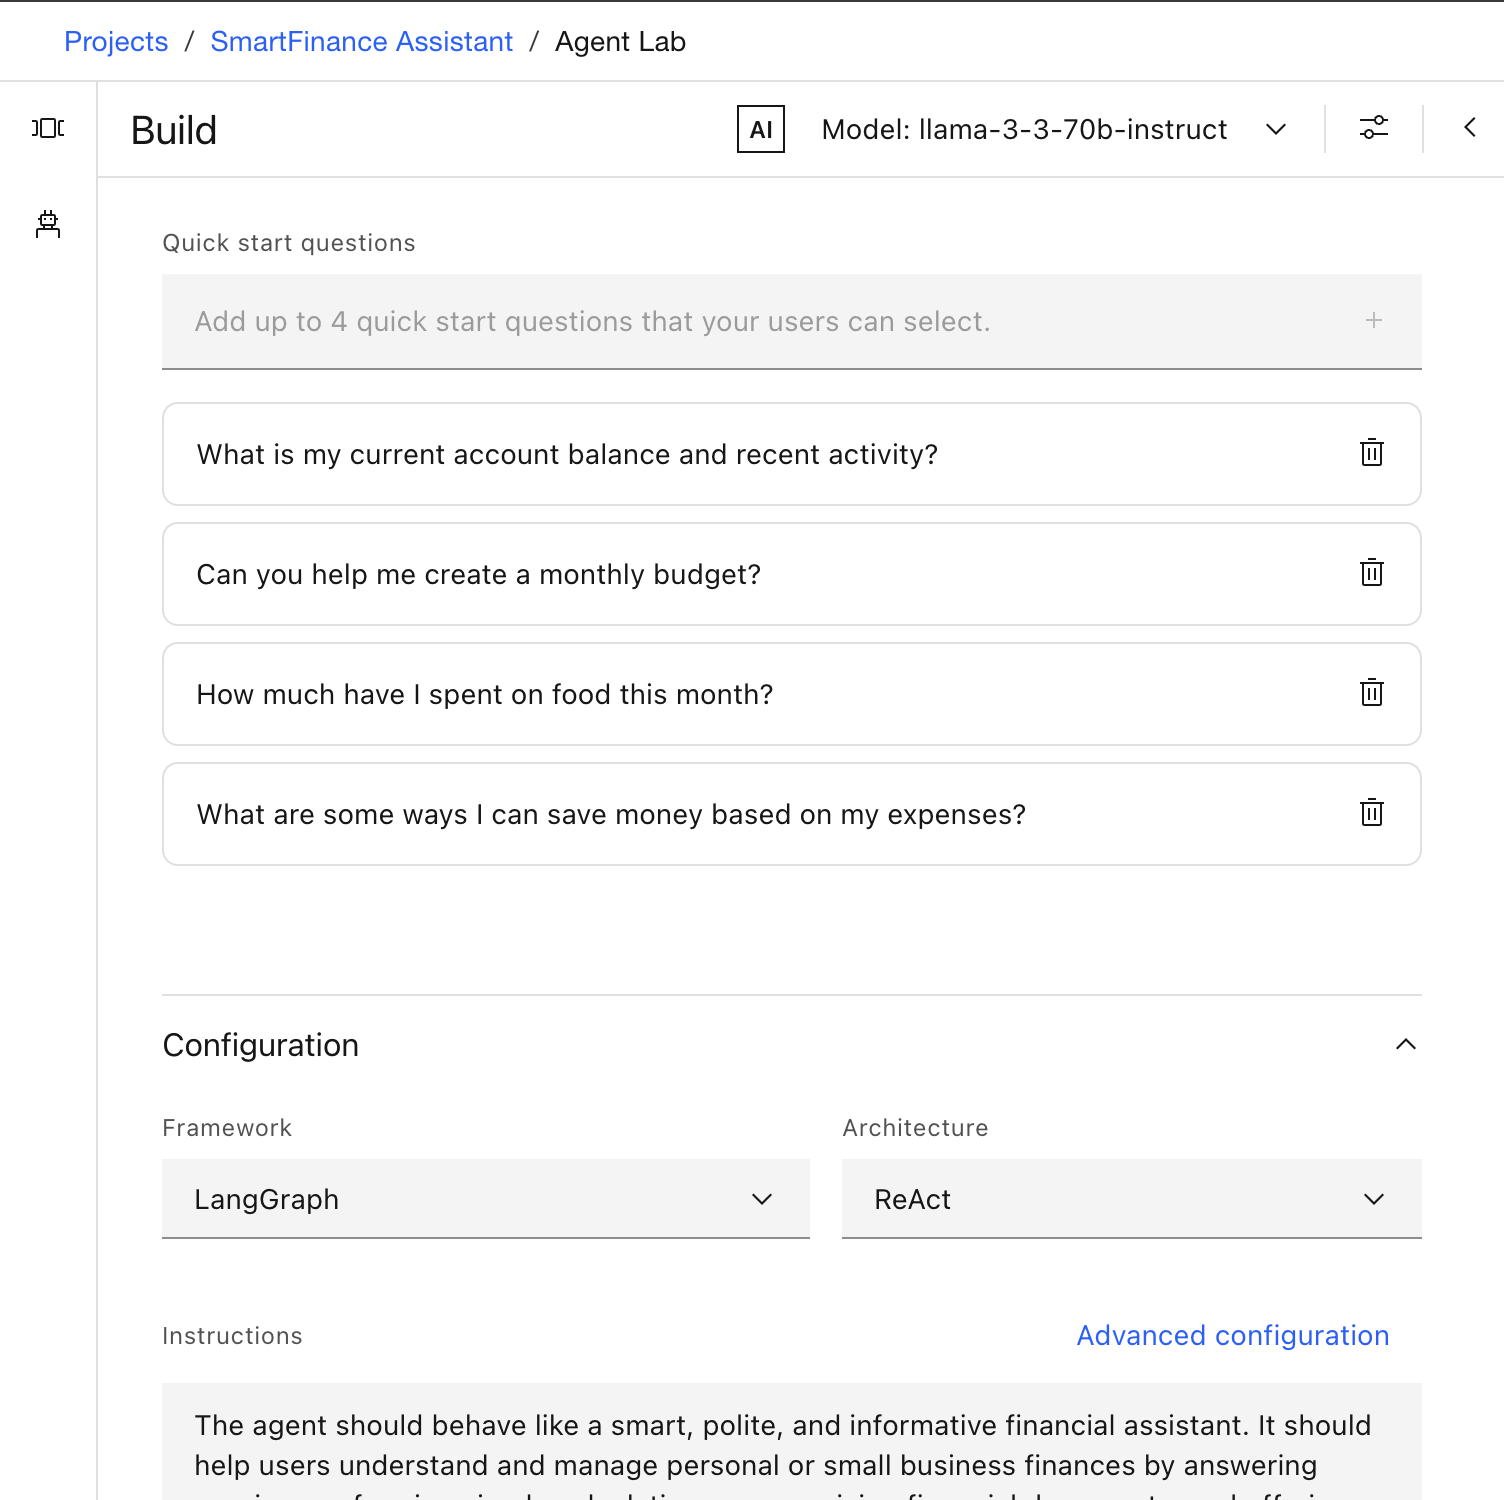 Projects / SmartFinance Assistant / Agent Lab
Build
AI
Model: llama-3-3-70b-instruct
Quick start questions
Add up to 4 quick start questions that your users can select.
What is my current account balance and recent activity?
Can you help me create a monthly budget?
How much have I spent on food this month?
What are some ways I can save money based on my expenses?
Configuration
Framework
Architecture
LangGraph
ReAct
Instructions
Advanced configuration
The agent should behave like a smart, polite, and informative financial assistant. It should
help users understand and manage personal or small business finances by answering